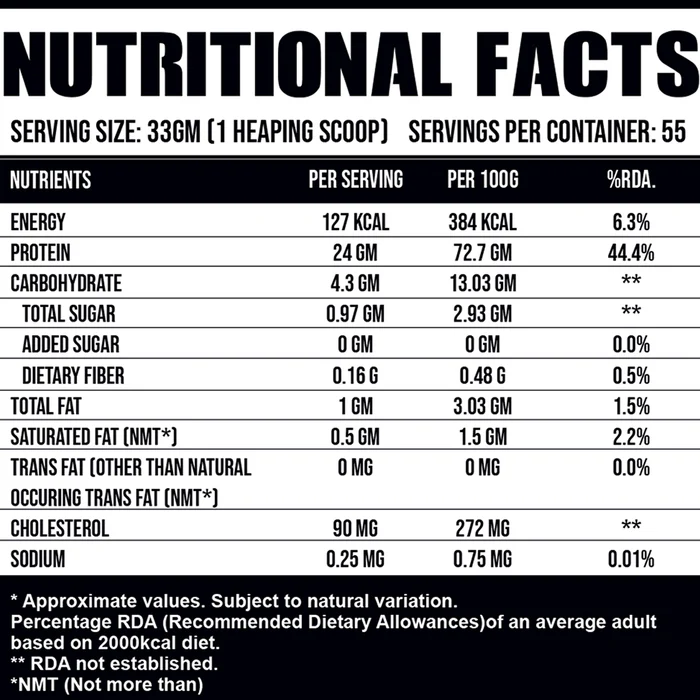 NUTRITIONAL FACTS
SERVING SIZE: 33GM (1 HEAPING SCOOP) SERVINGS PER CONTAINER: 55
NUTRIENTS PER SERVING PER 100G %RDA.
ENERGY 127 KCAL 384 KCAL 6.3%
PROTEIN 24 GM 72.7 GM 44.4%
CARBOHYDRATE 4.3 GM 13.03 GM **
TOTAL SUGAR 0.97 GM 2.93 GM **
ADDED SUGAR 0 GM 0 GM 0.0%
DIETARY FIBER 0.16 G 0.48 G 0.5%
TOTAL FAT 1 GM 3.03 GM 1.5%
SATURATED FAT (NMT*) 0.5 GM 1.5 GM 2.2%
TRANS FAT (OTHER THAN NATURAL 0 MG 0 MG 0.0%
OCCURING TRANS FAT (NMT*)
CHOLESTEROL 90 MG 272 MG **
SODIUM 0.25 MG 0.75 MG 0.01%
* Approximate values. Subject to natural variation.
Percentage RDA (Recommended Dietary Allowances)of an average adult
based on 2000kcal diet.
** RDA not established.
*NMT (Not more than)